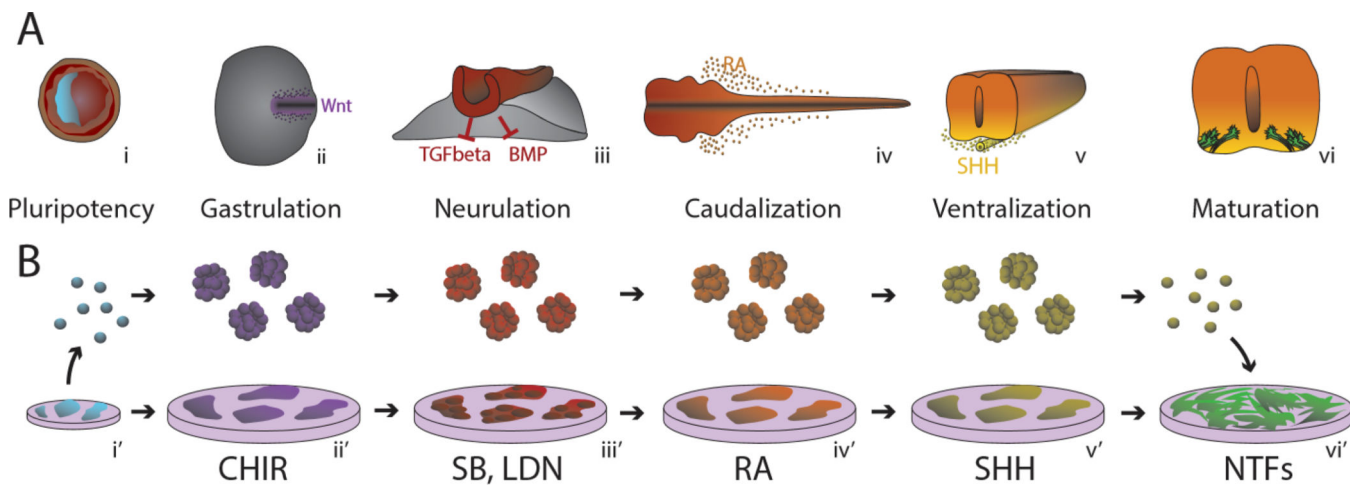 A
i
Wnt
ii
TGFbeta BMP
iii
RA
iv
SHH
v
vi
Pluripotency Gastrulation Neurulation Caudalization Ventralization Maturation
B
i' ii' iii' iv' v' vi'
CHIR SB, LDN RA SHH NTFs